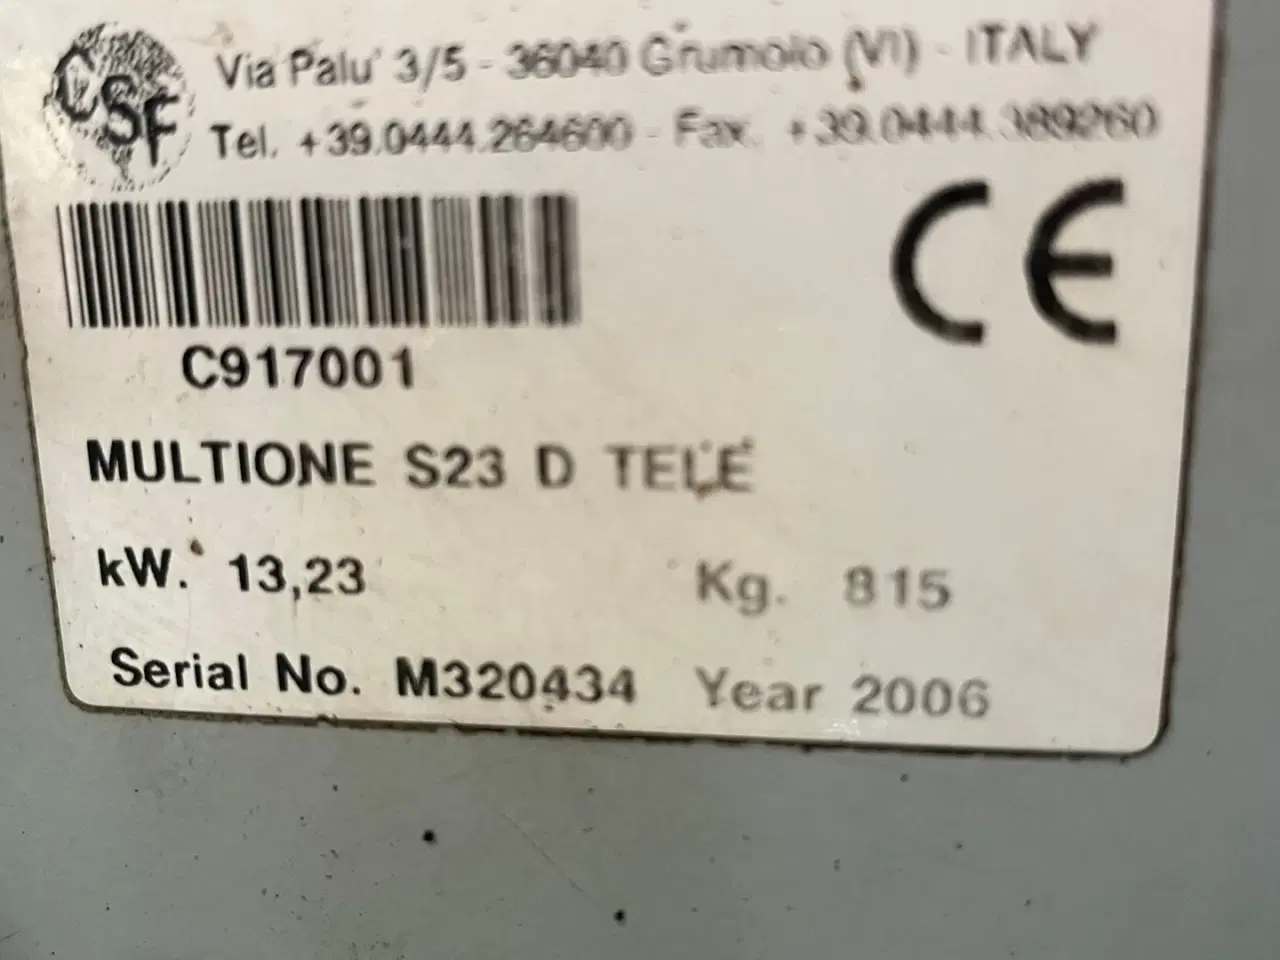 CSF
Via Palu' 3/5 - 36040 Grumolo (VI) - ITALY
Tel. +39.0444.264600 - Fax. +39.0444.389260
CE
C917001
MULTIONE S23 D TELE
kW. 13,23 Kg. 815
Serial No. M320434 Year 2006